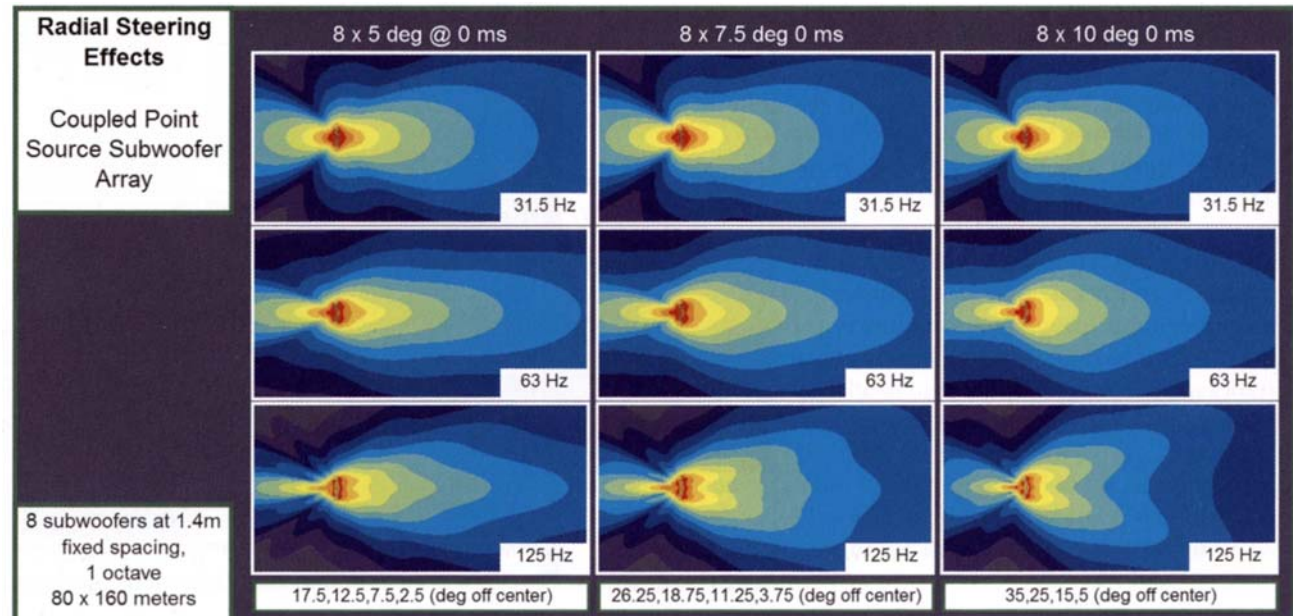 Radial Steering
Effects
Coupled Point
Source Subwoofer
Array
8 x 5 deg @ 0 ms
8 x 7.5 deg 0 ms
8 x 10 deg 0 ms
31.5 Hz
31.5 Hz
31.5 Hz
63 Hz
63 Hz
63 Hz
125 Hz
125 Hz
125 Hz
8 subwoofers at 1.4m
fixed spacing,
1 octave
80 x 160 meters
17.5,12.5,7.5,2.5 (deg off center)
26.25,18.75,11.25,3.75 (deg off center)
35,25,15,5 (deg off center)